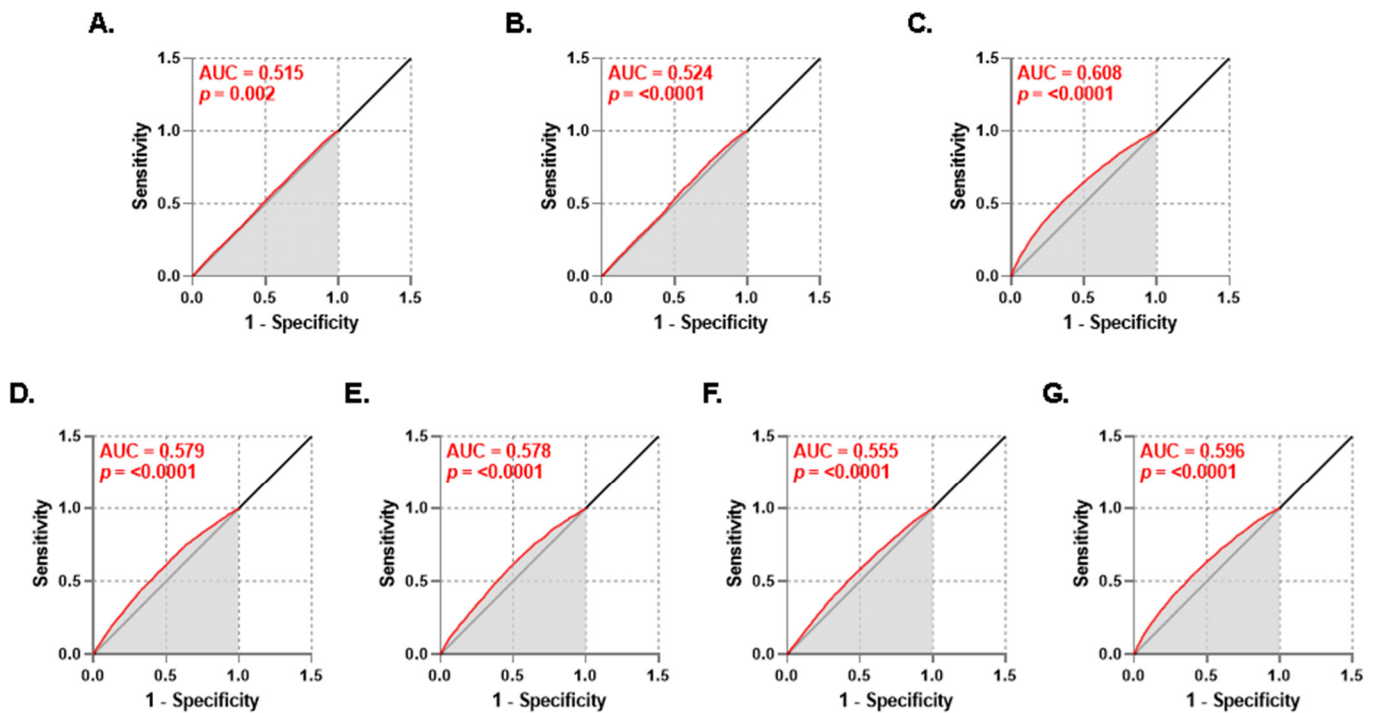 A.
B.
C.
1.5
AUC = 0.515
p = 0.002
1.0
Sensitivity
0.5
0.0
0.0 0.5 1.0 1.5
1 - Specificity
1.5
AUC = 0.524
p = <0.0001
1.0
Sensitivity
0.5
0.0
0.0 0.5 1.0 1.5
1 - Specificity
1.5
AUC = 0.608
p = <0.0001
1.0
Sensitivity
0.5
0.0
0.0 0.5 1.0 1.5
1 - Specificity
D.
E.
F.
G.
1.5
AUC = 0.579
p = <0.0001
1.0
Sensitivity
0.5
0.0
0.0 0.5 1.0 1.5
1 - Specificity
1.5
AUC = 0.578
p = <0.0001
1.0
Sensitivity
0.5
0.0
0.0 0.5 1.0 1.5
1 - Specificity
1.5
AUC = 0.555
p = <0.0001
1.0
Sensitivity
0.5
0.0
0.0 0.5 1.0 1.5
1 - Specificity
1.5
AUC = 0.596
p = <0.0001
1.0
Sensitivity
0.5
0.0
0.0 0.5 1.0 1.5
1 - Specificity